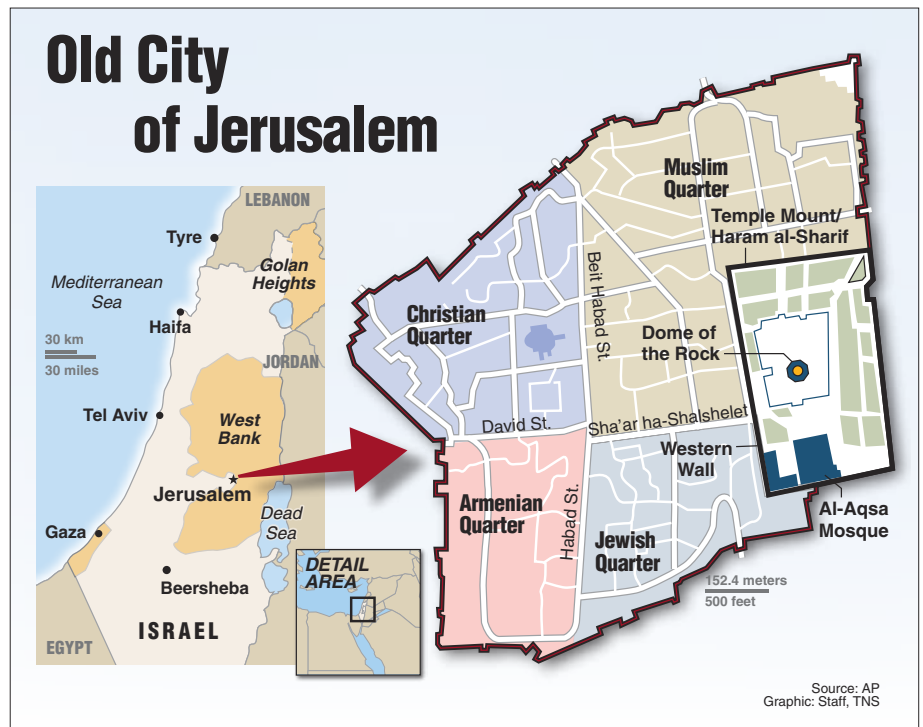 Old City
of Jerusalem
LEBANON
Tyre
Golan
Heights
Mediterranean
Sea
Haifa
30 km
30 miles
JORDAN
Tel Aviv
West
Bank
Jerusalem
Gaza
Dead
Sea
Beersheba
ISRAEL
EGYPT
DETAIL
AREA
Muslim
Quarter
Temple Mount/
Haram al-Sharif
Christian
Quarter
Beit Habad St.
Dome of
the Rock
David St.
Sha'ar ha-Shalshelet
Western
Wall
Armenian
Quarter
Habad St.
Jewish
Quarter
Al-Aqsa
Mosque
152.4 meters
500 feet
Source: AP
Graphic: Staff, TNS